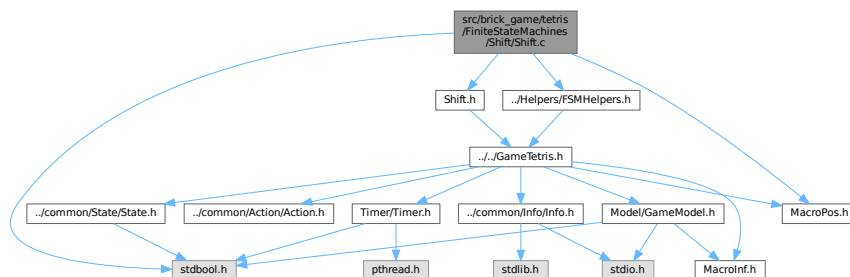 src/brick_game/tetris
/FiniteStateMachines
/Shift/Shift.c
Shift.h
../Helpers/FSMHelpers.h
../../GameTetris.h
../common/State/State.h
../common/Action/Action.h
Timer/Timer.h
../common/Info/Info.h
Model/GameModel.h
MacroPos.h
stdbool.h
pthread.h
stdlib.h
stdio.h
MacroInf.h